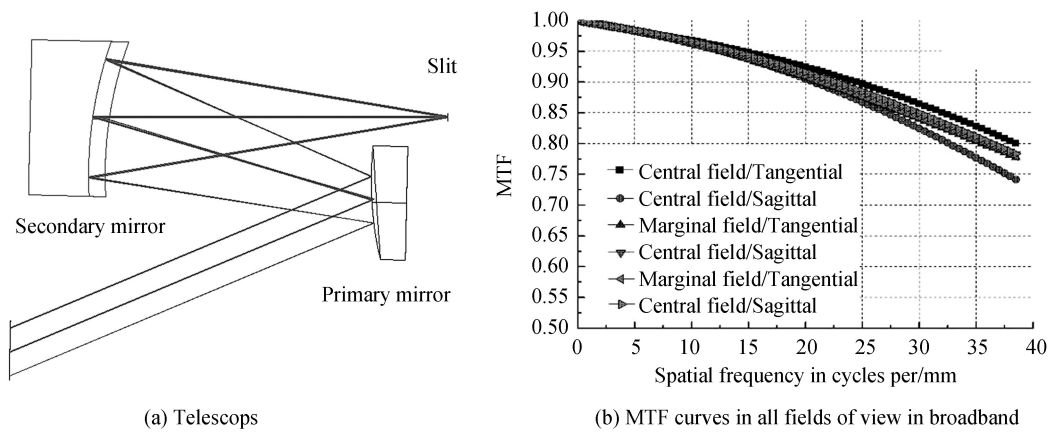 Slit
Secondary mirror
Primary mirror
(a) Telescops
1.00
0.95
0.90
0.85
0.80
0.75
0.70
0.65
0.60
0.55
0.50
MTF
Central field/Tangential
Central field/Sagittal
Marginal field/Tangential
Central field/Sagittal
Marginal field/Tangential
Central field/Sagittal
0 5 10 15 20 25 30 35 40
Spatial frequency in cycles per/mm
(b) MTF curves in all fields of view in broadband